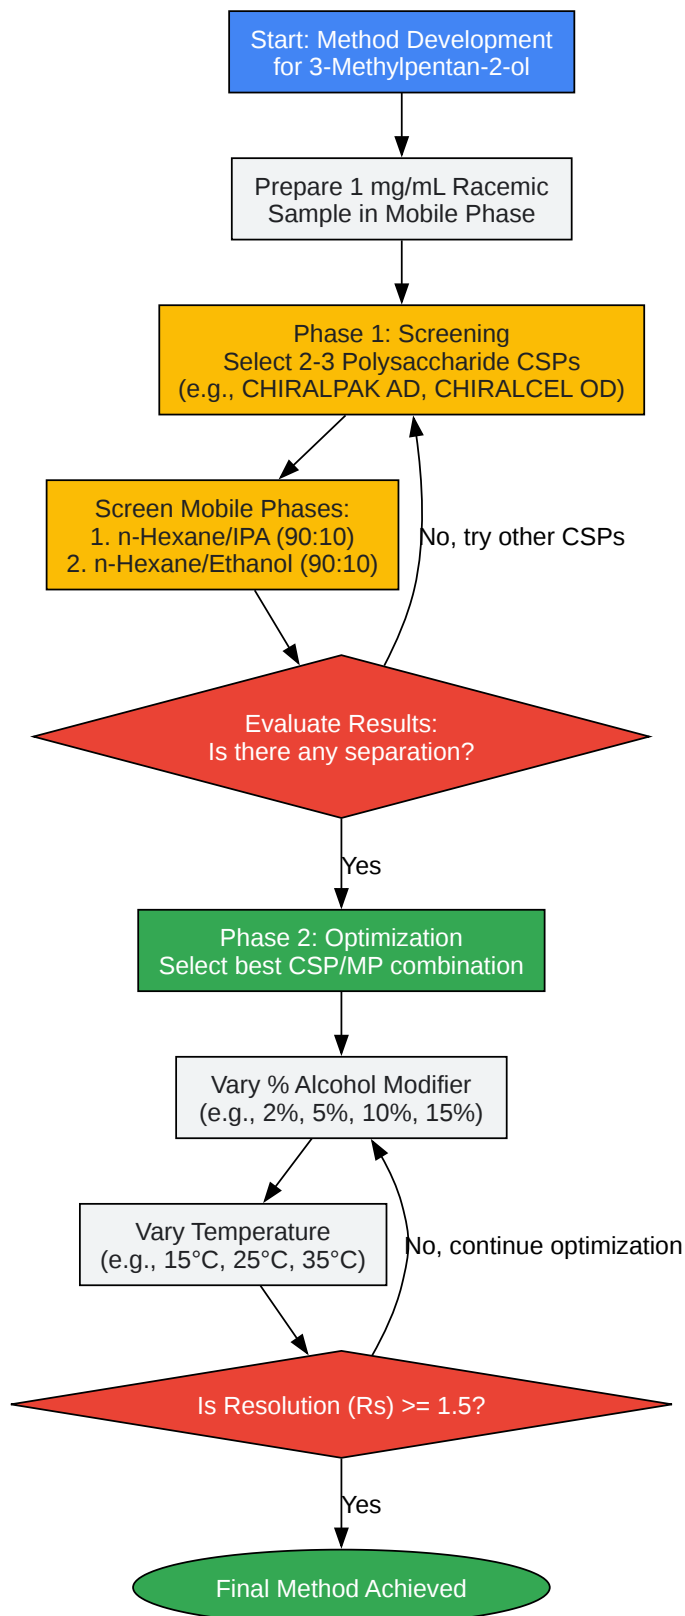 Start: Method Development
for 3-Methylpentan-2-ol
Prepare 1 mg/mL Racemic
Sample in Mobile Phase
Phase 1: Screening
Select 2-3 Polysaccharide CSPs
(e.g., CHIRALPAK AD, CHIRALCEL OD)
Screen Mobile Phases:
1. n-Hexane/IPA (90:10)
2. n-Hexane/Ethanol (90:10)
No, try other CSPs
Evaluate Results:
Is there any separation?
Yes
Phase 2: Optimization
Select best CSP/MP combination
Vary % Alcohol Modifier
(e.g., 2%, 5%, 10%, 15%)
Vary Temperature
(e.g., 15°C, 25°C, 35°C)
No, continue optimization
Is Resolution (Rs) >= 1.5?
Yes
Final Method Achieved